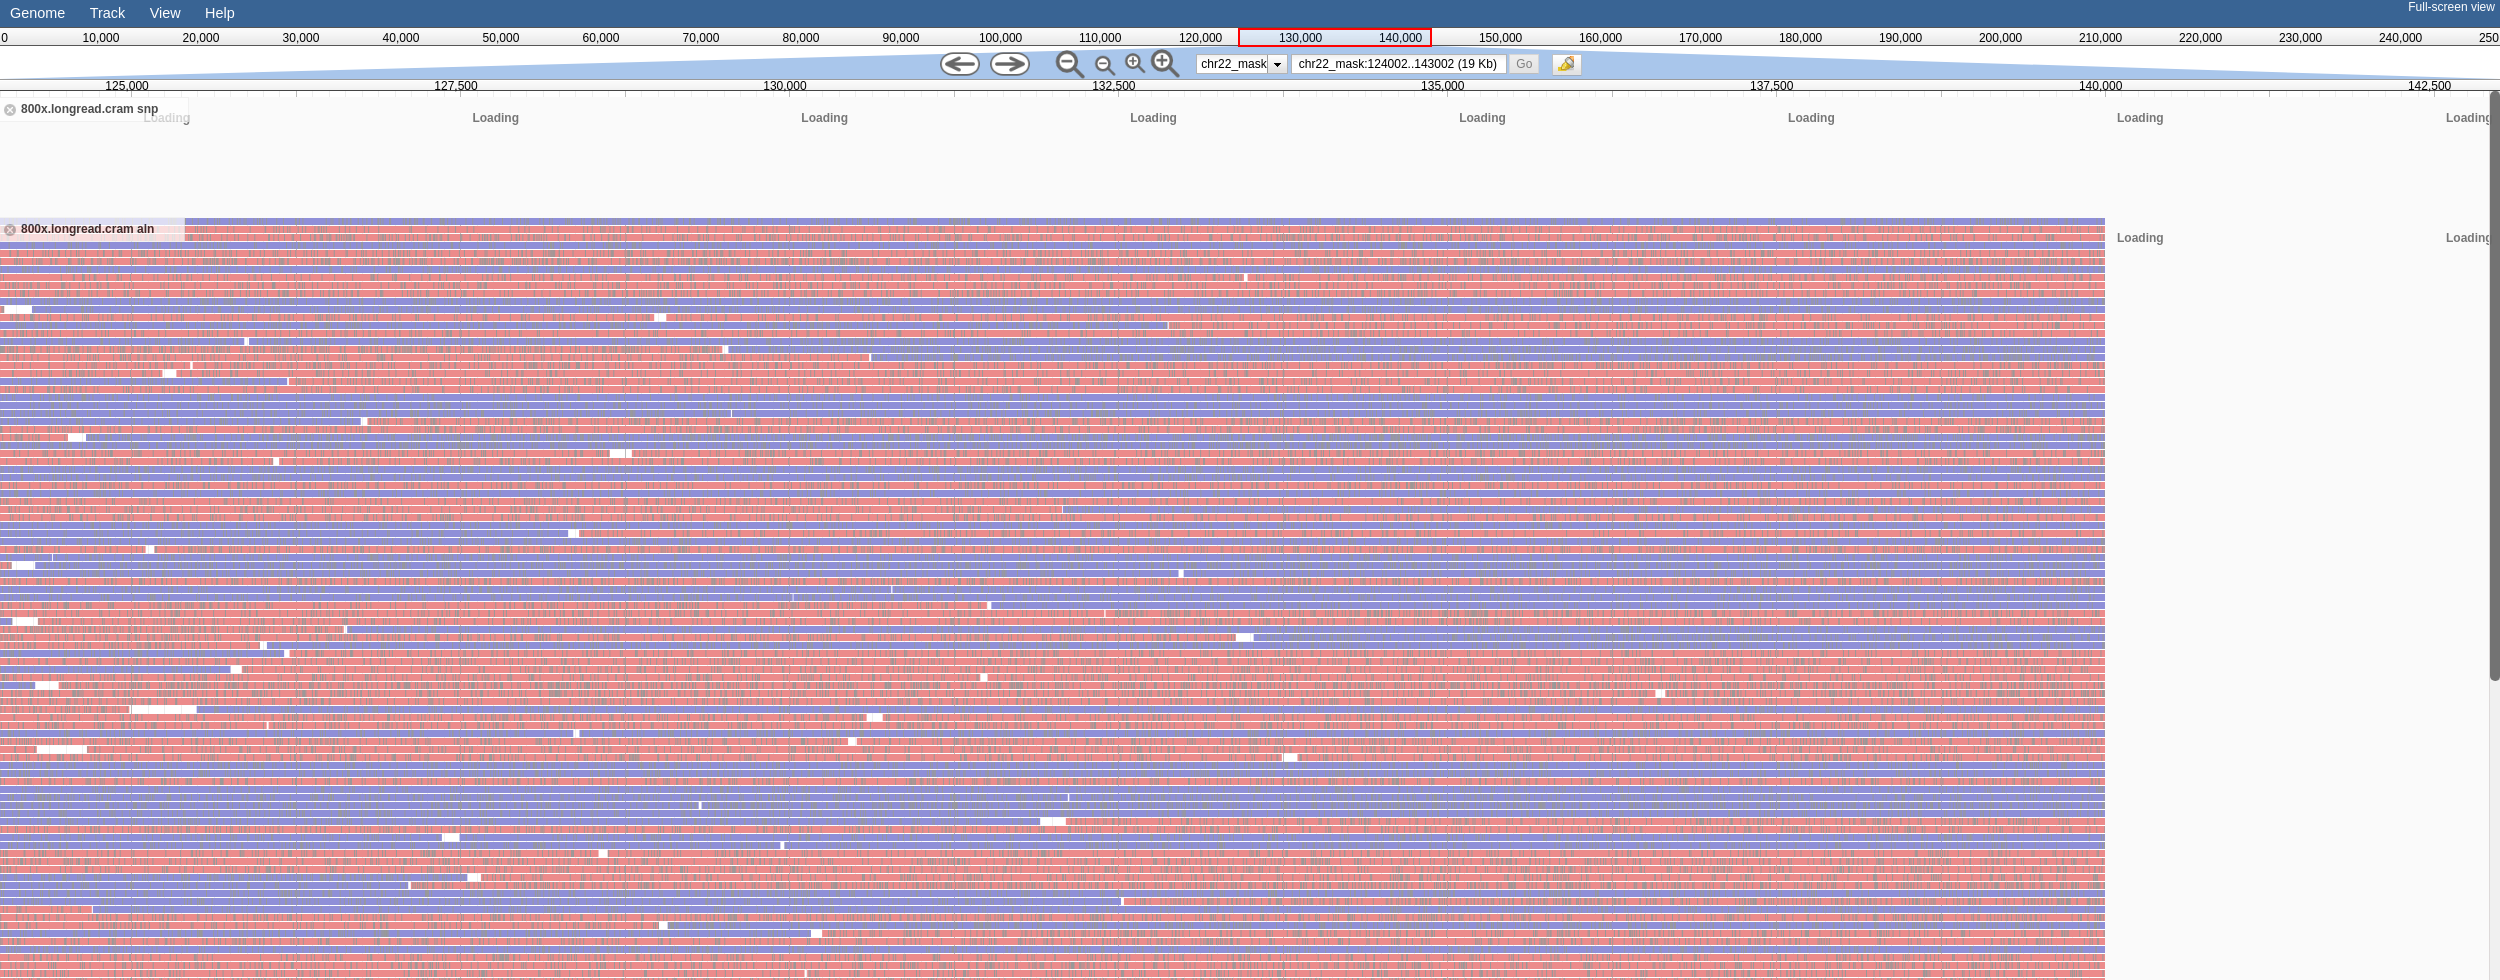 Genome Track View Help Full-screen view
0 10,000 20,000 30,000 40,000 50,000 60,000 70,000 80,000 90,000 100,000 110,000 120,000 130,000 140,000 150,000 160,000 170,000 180,000 190,000 200,000 210,000 220,000 230,000 240,000 250
chr22_mask chr22_mask:124002..143002 (19 Kb) Go
125,000 127,500 130,000 132,500 135,000 137,500 140,000 142,500
800x.longread.cram snp
Loading Loading Loading Loading Loading Loading Loading Loading
800x.longread.cram aln
Loading Loading